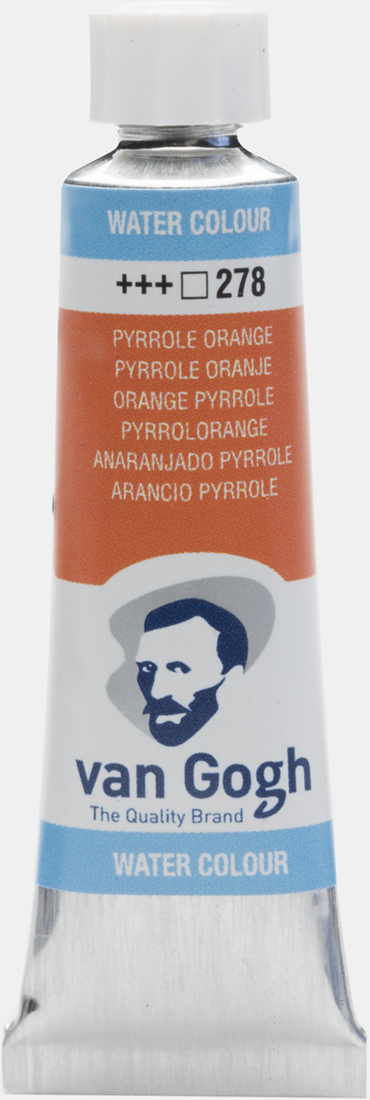 WATER COLOUR
+++□278
PYRROLE ORANGE
PYRROLE ORANJE
ORANGE PYRROLE
PYRROLORANGE
ANARANJADO PYRROLE
ARANCIO PYRROLE
van Gogh
The Quality Brand
WATER COLOUR